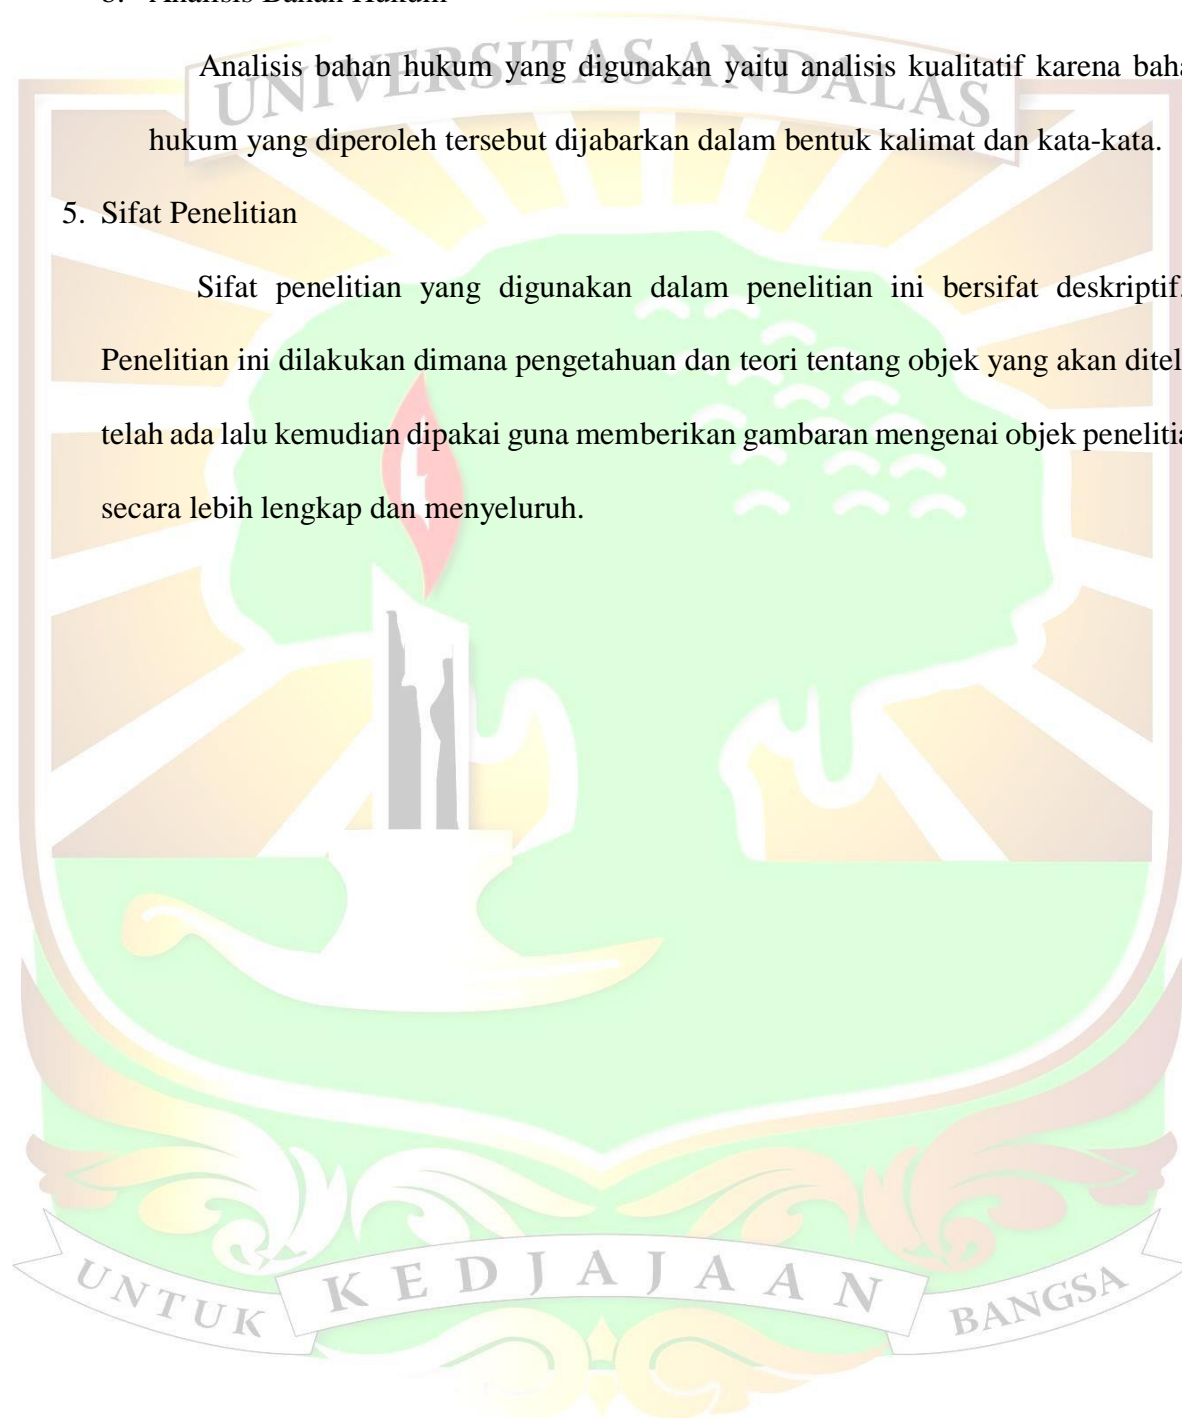 Analisis Bahan Hukum
UNIVERSITAS ANDALAS
Analisis bahan hukum yang digunakan yaitu analisis kualitatif karena baha
hukum yang diperoleh tersebut dijabarkan dalam bentuk kalimat dan kata-kata.
5. Sifat Penelitian
Sifat penelitian yang digunakan dalam penelitian ini bersifat deskriptif.
Penelitian ini dilakukan dimana pengetahuan dan teori tentang objek yang akan ditel
telah ada lalu kemudian dipakai guna memberikan gambaran mengenai objek penelitia
secara lebih lengkap dan menyeluruh.
UNTUK KEDJAJAAN BANGSA